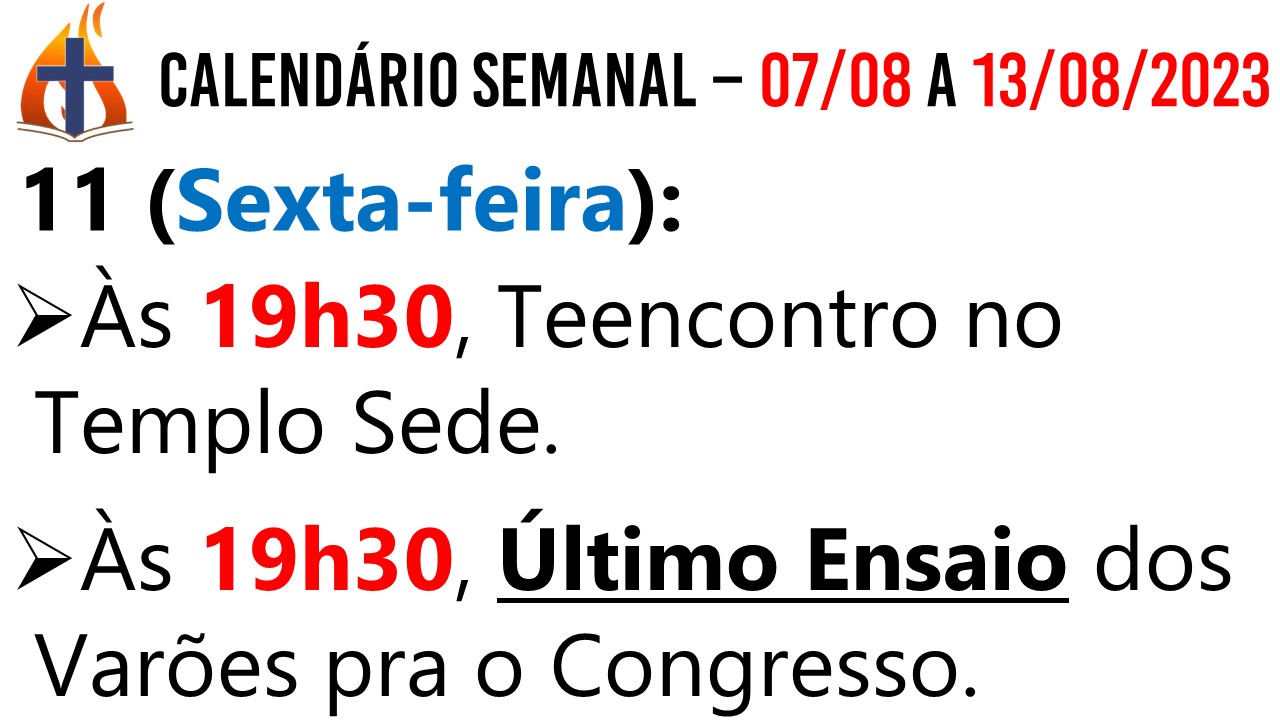 CALENDÁRIO SEMANAL – 07/08 A 13/08/2023
11 (Sexta-feira):
➢Às 19h30, Teencontro no
Templo Sede.
➢Às 19h30, Último Ensaio dos
Varões pra o Congresso.